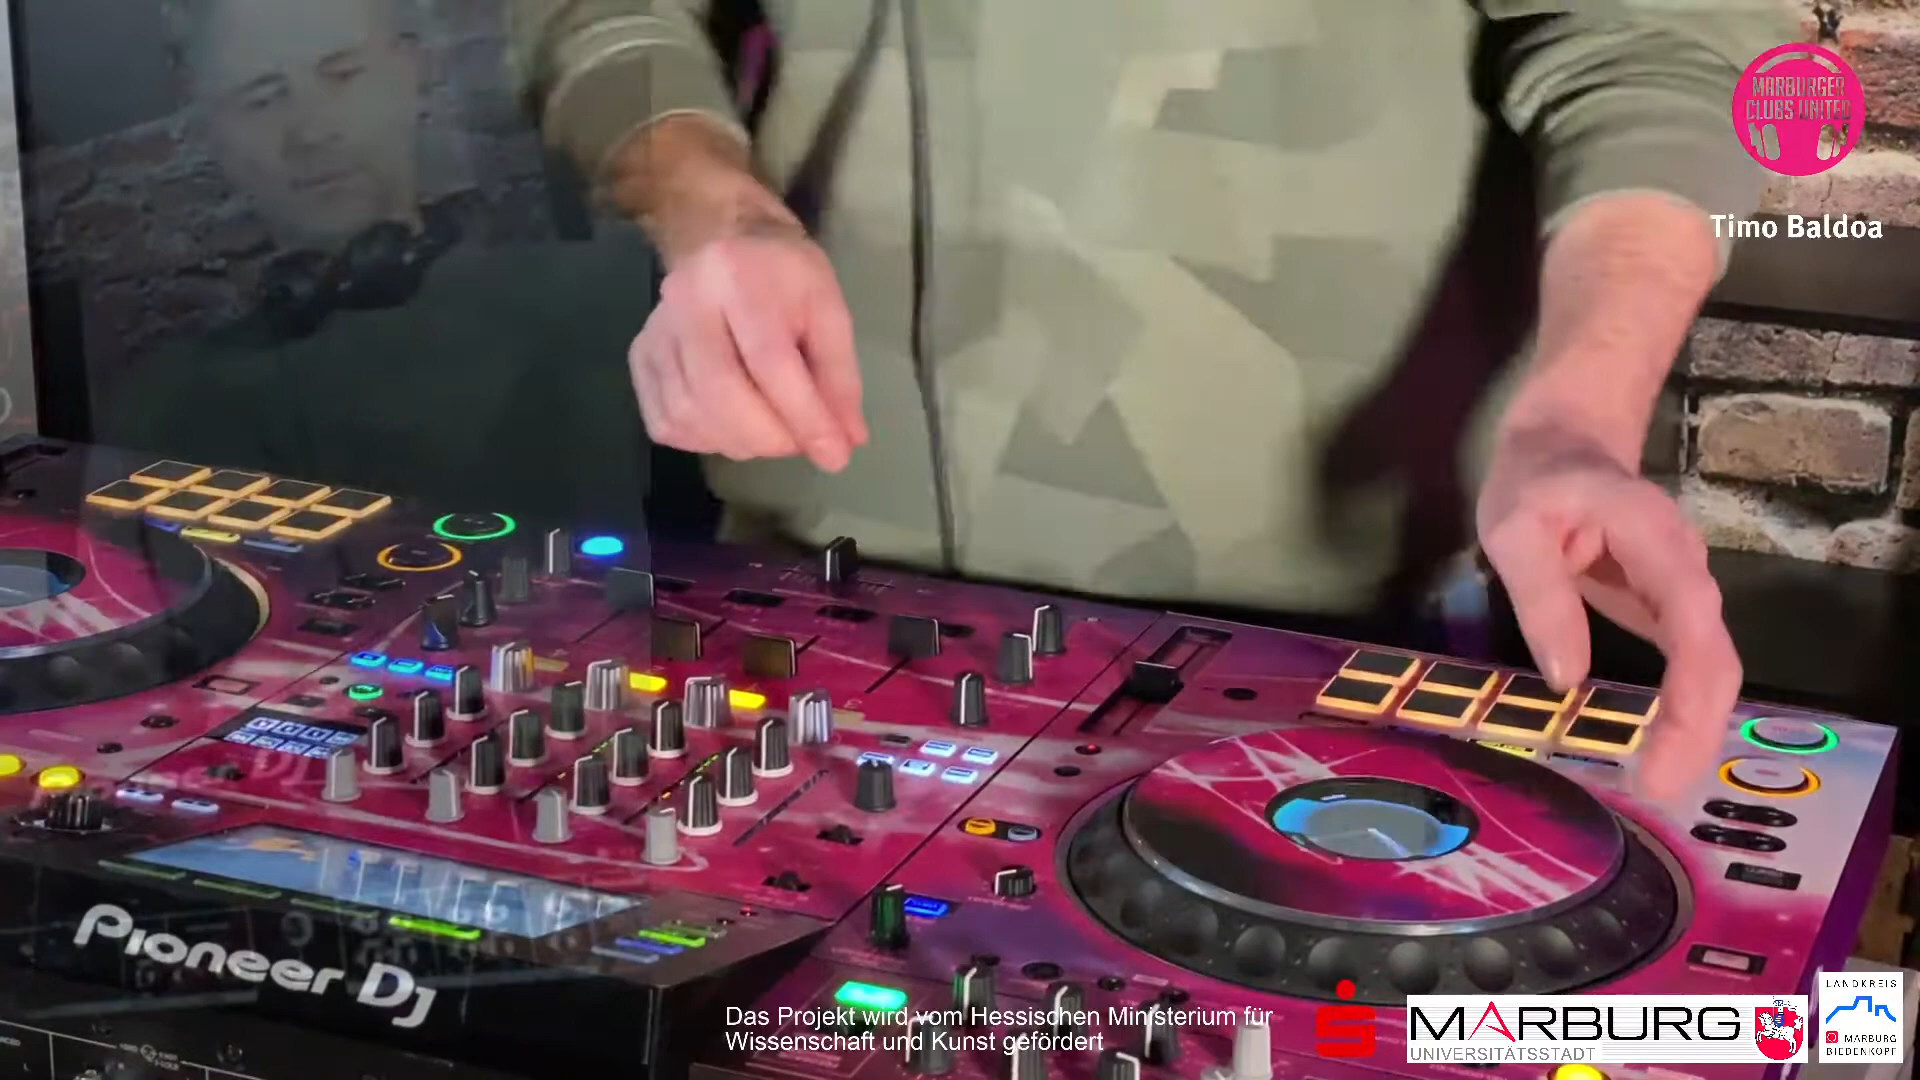 MARBURGER
CLUBS UNITED
Timo Baldoa
Pioneer Dj
Das Projekt wird vom Hessischen Ministerium für
Wissenschaft und Kunst gefördert
MARBURG
UNIVERSITÄTSSTADT
LANDKREIS
MARBURG
BIEDENKOPF